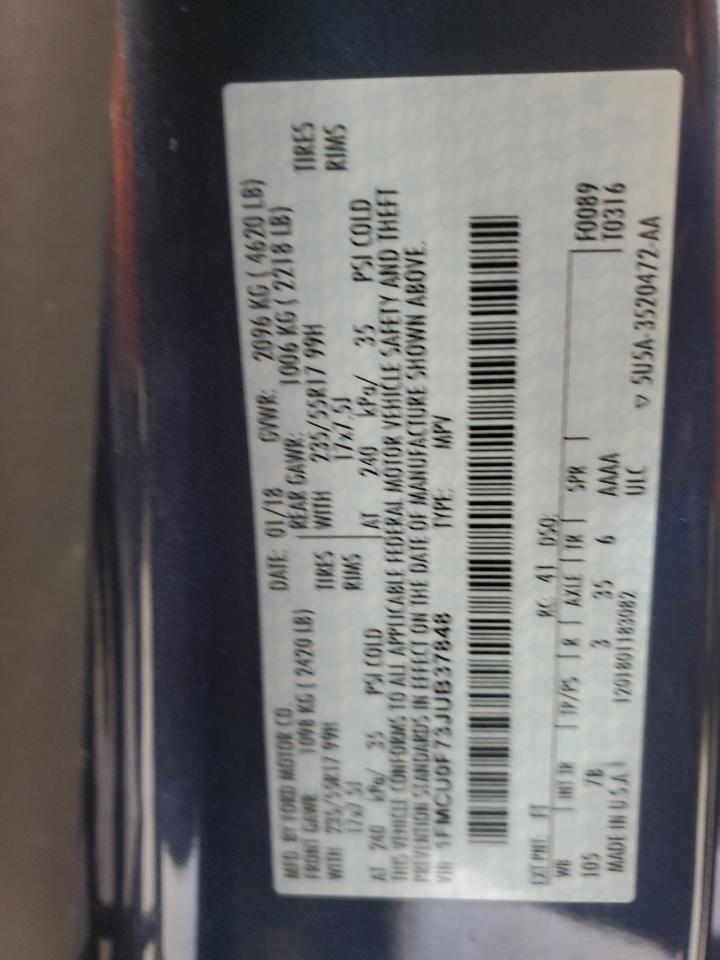 MFD. BY FORD MOTOR CO. DATE: 01/18 GVWR: 2096 KG ( 4620 LB)
FRONT GAWR: 1098 KG ( 2420 LB) REAR GAWR: 1006 KG ( 2218 LB)
WITH 235/55R17 99H TIRES WITH 235/55R17 99H TIRES
17x7.5J RIMS 17x7.5J RIMS
AT 240 kPa/ 35 PSI COLD AT 240 kPa/ 35 PSI COLD
THIS VEHICLE CONFORMS TO ALL APPLICABLE FEDERAL MOTOR VEHICLE SAFETY AND THEFT
PREVENTION STANDARDS IN EFFECT ON THE DATE OF MANUFACTURE SHOWN ABOVE.
VIN: 1FMCU0F73JUB37848 TYPE: MPV
EXT PNT: FT RC: 41 DSO:
WB INT TR TP/PS R AXLE TR SPR F0089
105 7B 3 35 6 AAAA T0316
MADE IN U.S.A. 1201801183082 ULC
▽ 5U5A-3520472-AA